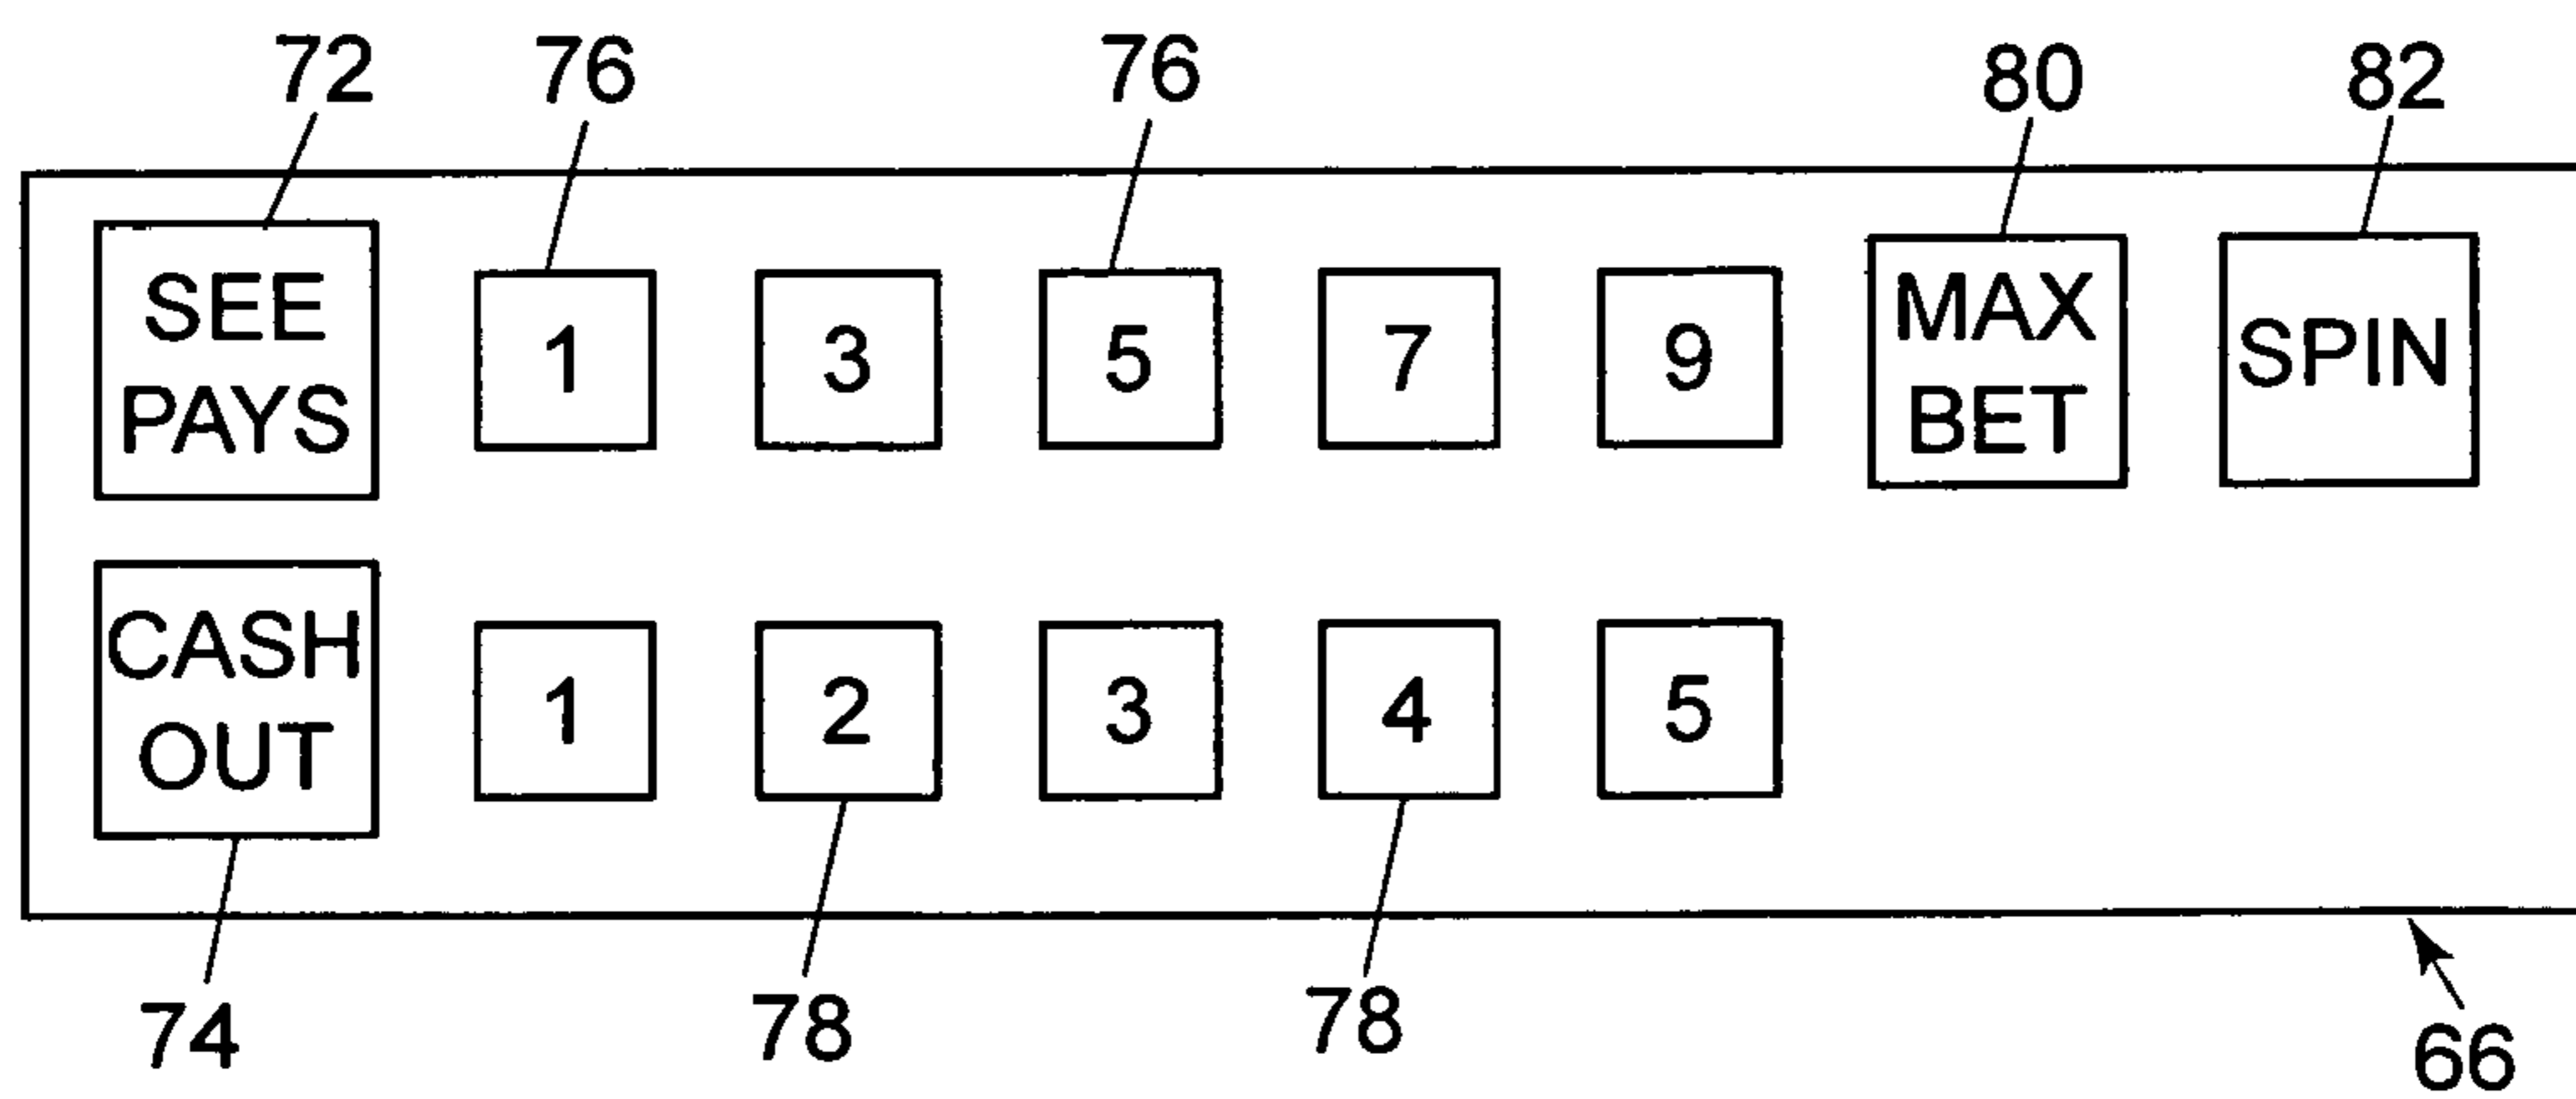 72 76 76 80 82
SEE PAYS
1 3 5 7 9
MAX BET
SPIN
CASH OUT
1 2 3 4 5
74 78 78 66